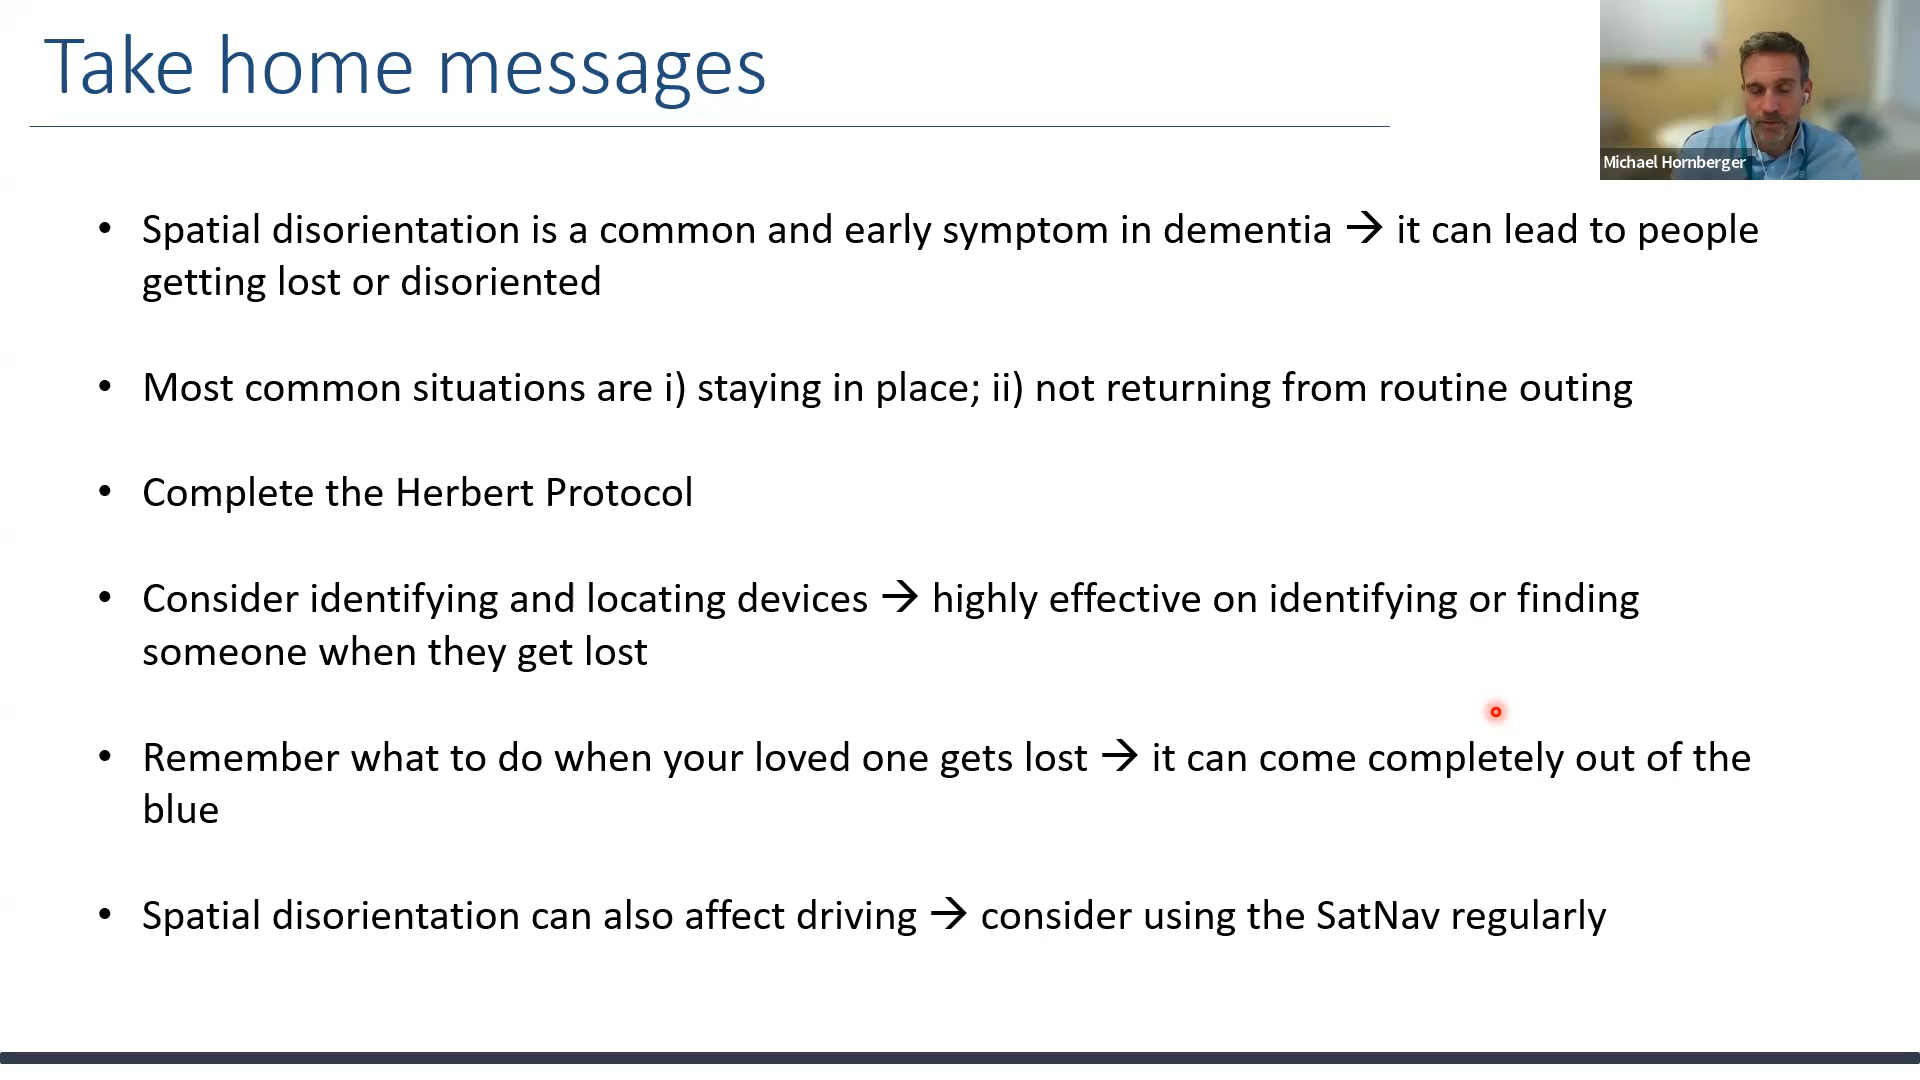 Take home messages
Michael Hornberger
• Spatial disorientation is a common and early symptom in dementia → it can lead to people
getting lost or disoriented
• Most common situations are i) staying in place; ii) not returning from routine outing
• Complete the Herbert Protocol
• Consider identifying and locating devices → highly effective on identifying or finding
someone when they get lost
• Remember what to do when your loved one gets lost → it can come completely out of the
blue
• Spatial disorientation can also affect driving → consider using the SatNav regularly